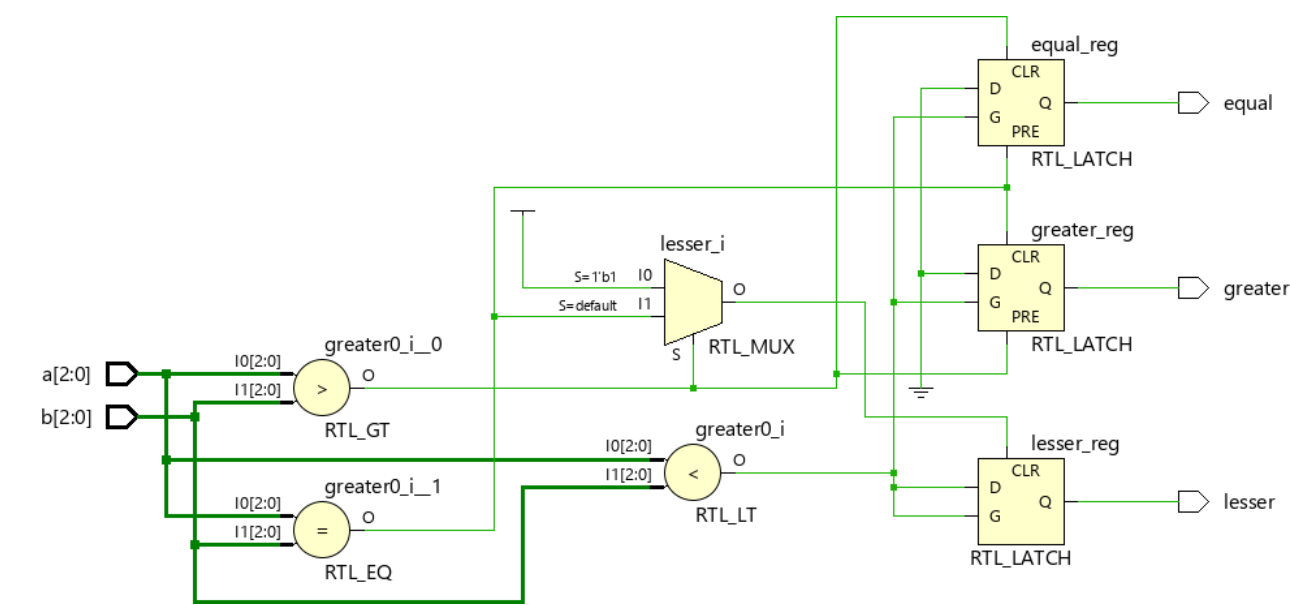 equal_reg
CLR
D
Q
G
PRE
RTL_LATCH
equal
greater_reg
CLR
D
Q
G
PRE
RTL_LATCH
greater
lesser_i
S=1'b1
I0
S=default
I1
O
S
RTL_MUX
a[2:0]
b[2:0]
greater0_i__0
I0[2:0]
I1[2:0]
>
O
RTL_GT
greater0_i
I0[2:0]
I1[2:0]
<
O
RTL_LT
greater0_i__1
I0[2:0]
I1[2:0]
=
O
RTL_EQ
lesser_reg
CLR
D
Q
G
RTL_LATCH
lesser